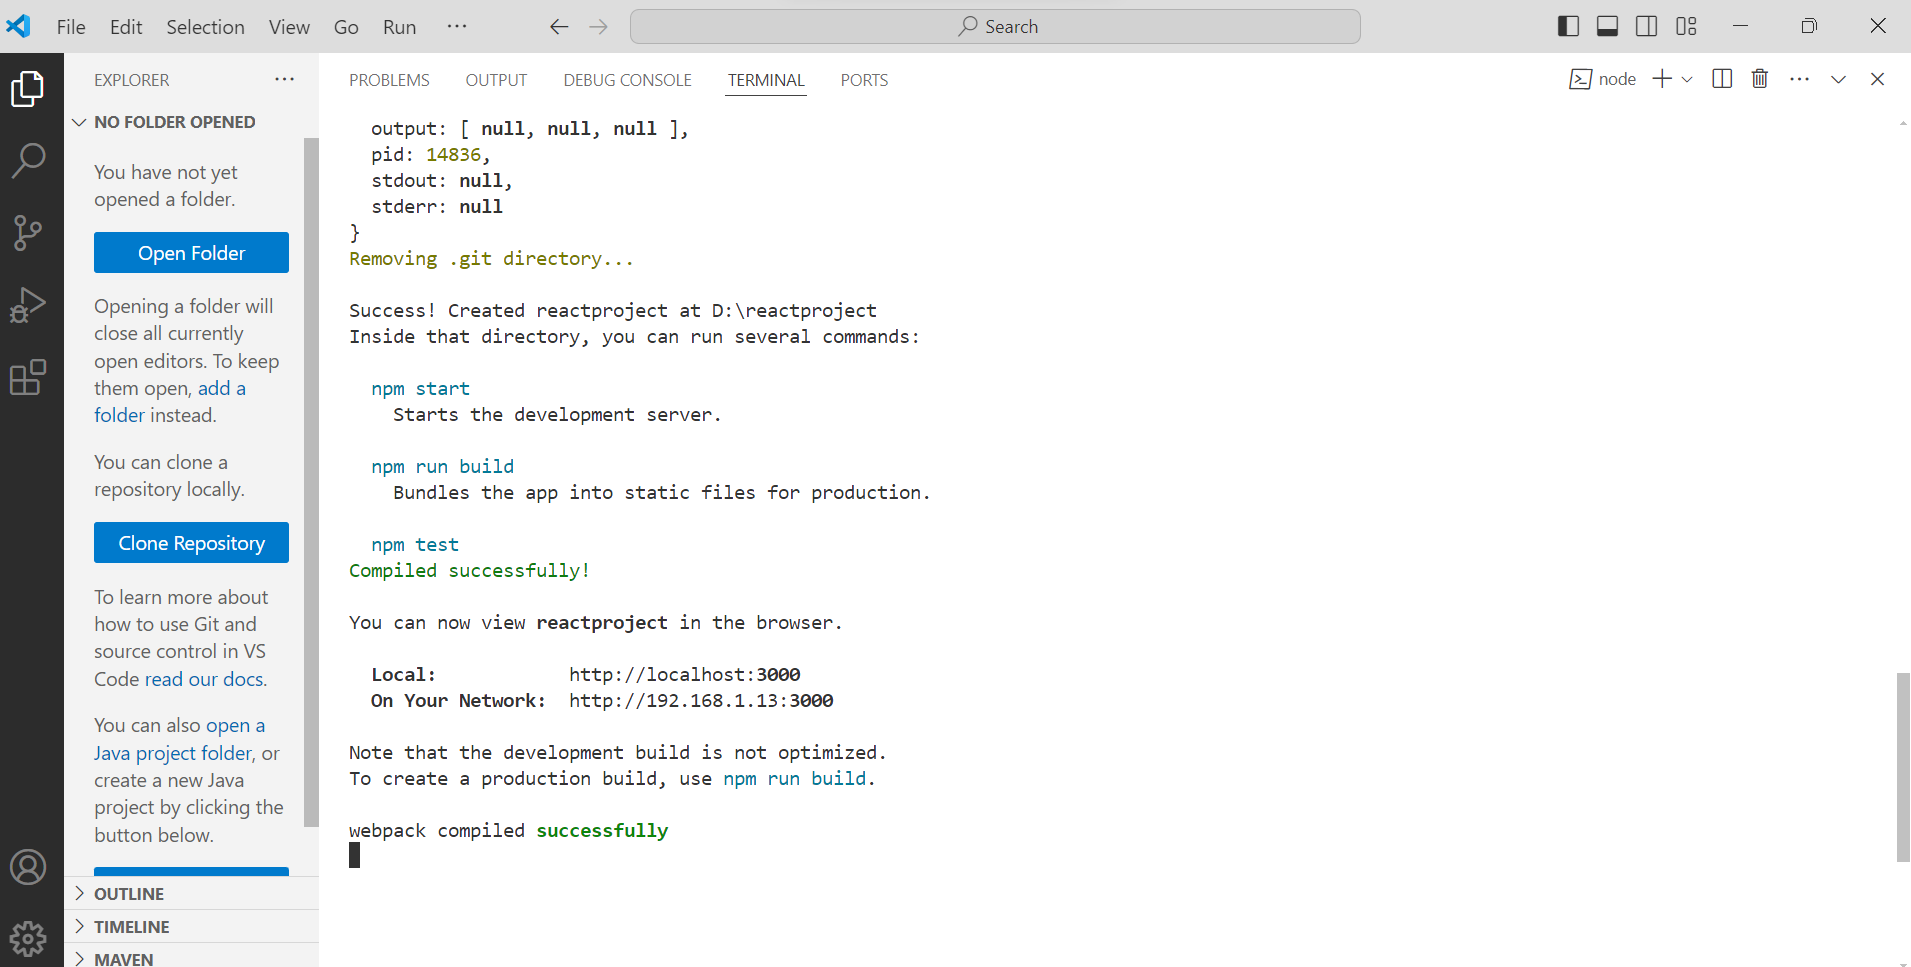 File Edit Selection View Go Run ···
Search
EXPLORER ···
NO FOLDER OPENED
You have not yet
opened a folder.
Open Folder
Opening a folder will
close all currently
open editors. To keep
them open, add a
folder instead.
You can clone a
repository locally.
Clone Repository
To learn more about
how to use Git and
source control in VS
Code read our docs.
You can also open a
Java project folder, or
create a new Java
project by clicking the
button below.
OUTLINE
TIMELINE
MAVEN
PROBLEMS OUTPUT DEBUG CONSOLE TERMINAL PORTS
node
output: [ null, null, null ],
pid: 14836,
stdout: null,
stderr: null
}
Removing .git directory...
Success! Created reactproject at D:\reactproject
Inside that directory, you can run several commands:
npm start
Starts the development server.
npm run build
Bundles the app into static files for production.
npm test
Compiled successfully!
You can now view reactproject in the browser.
Local: http://localhost:3000
On Your Network: http://192.168.1.13:3000
Note that the development build is not optimized.
To create a production build, use npm run build.
webpack compiled successfully